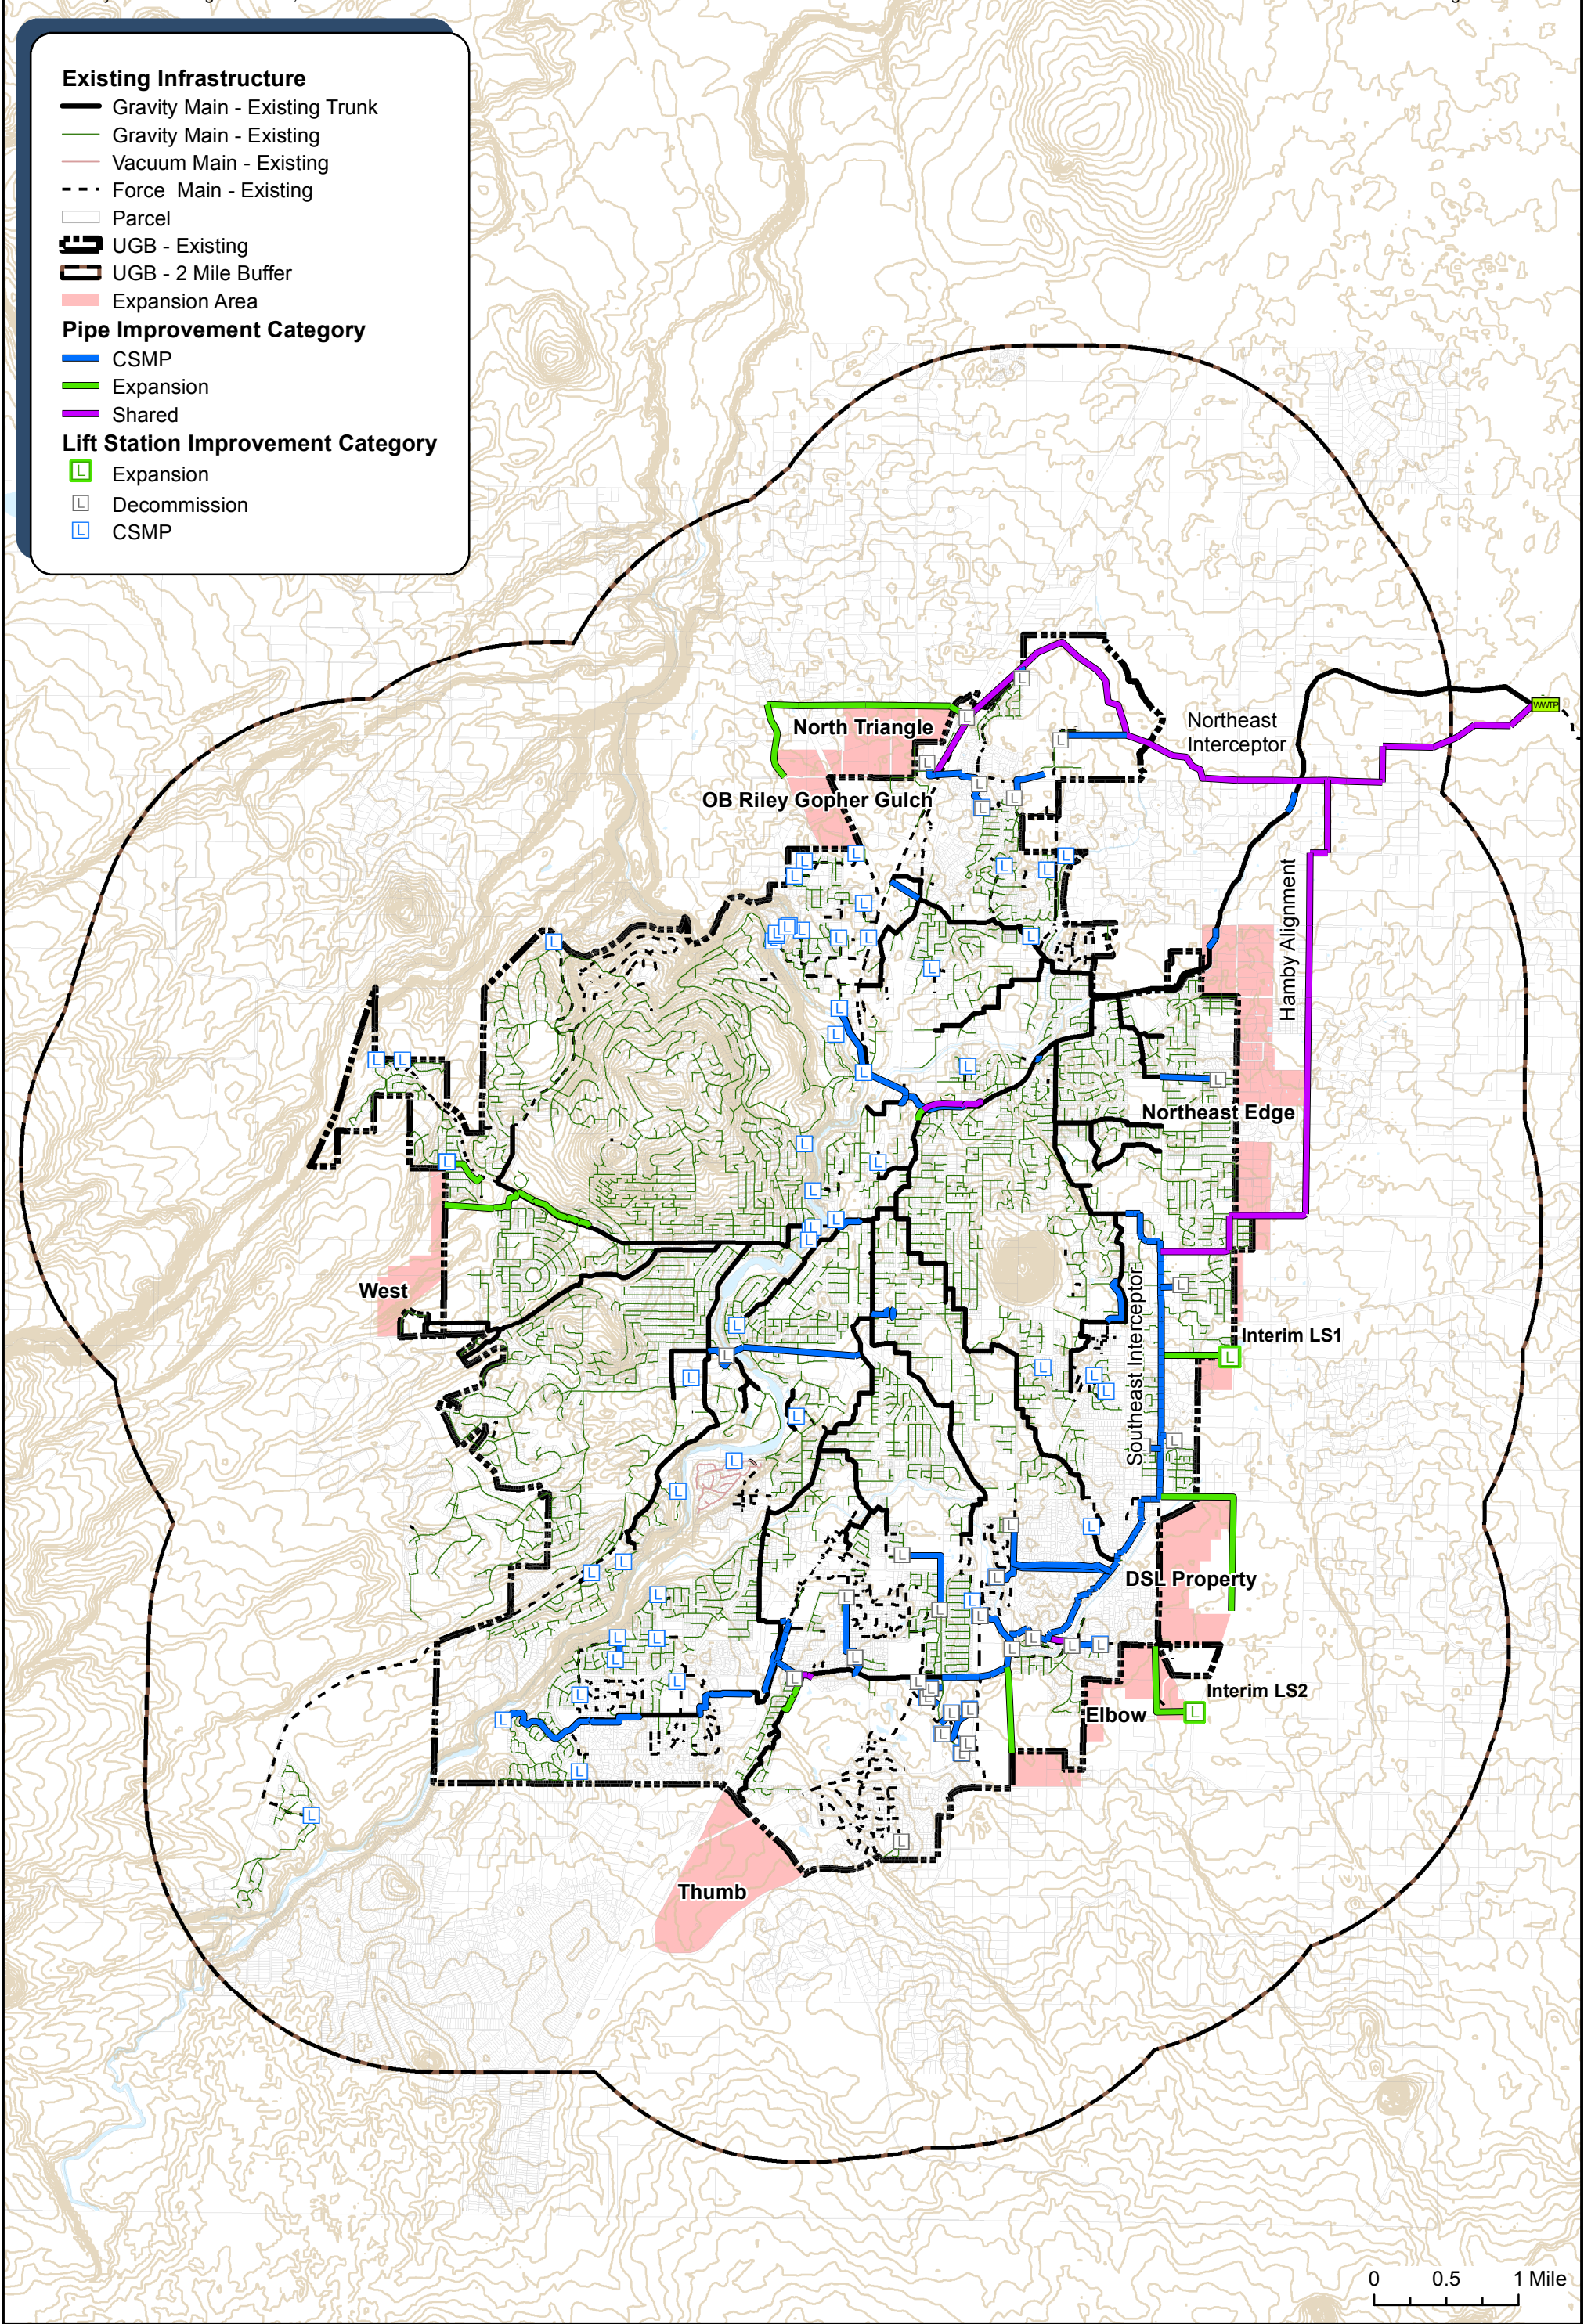 Existing Infrastructure
Gravity Main - Existing Trunk
Gravity Main - Existing
Vacuum Main - Existing
Force Main - Existing
Parcel
UGB - Existing
UGB - 2 Mile Buffer
Expansion Area
Pipe Improvement Category
CSMP
Expansion
Shared
Lift Station Improvement Category
L Expansion
L Decommission
L CSMP
WWTP
North Triangle
Northeast
Interceptor
OB Riley Gopher Gulch
Hamby Alignment
Northeast Edge
West
Southeast Interceptor
Interim LS1
DSL Property
Interim LS2
Elbow
Thumb
0 0.5 1 Mile